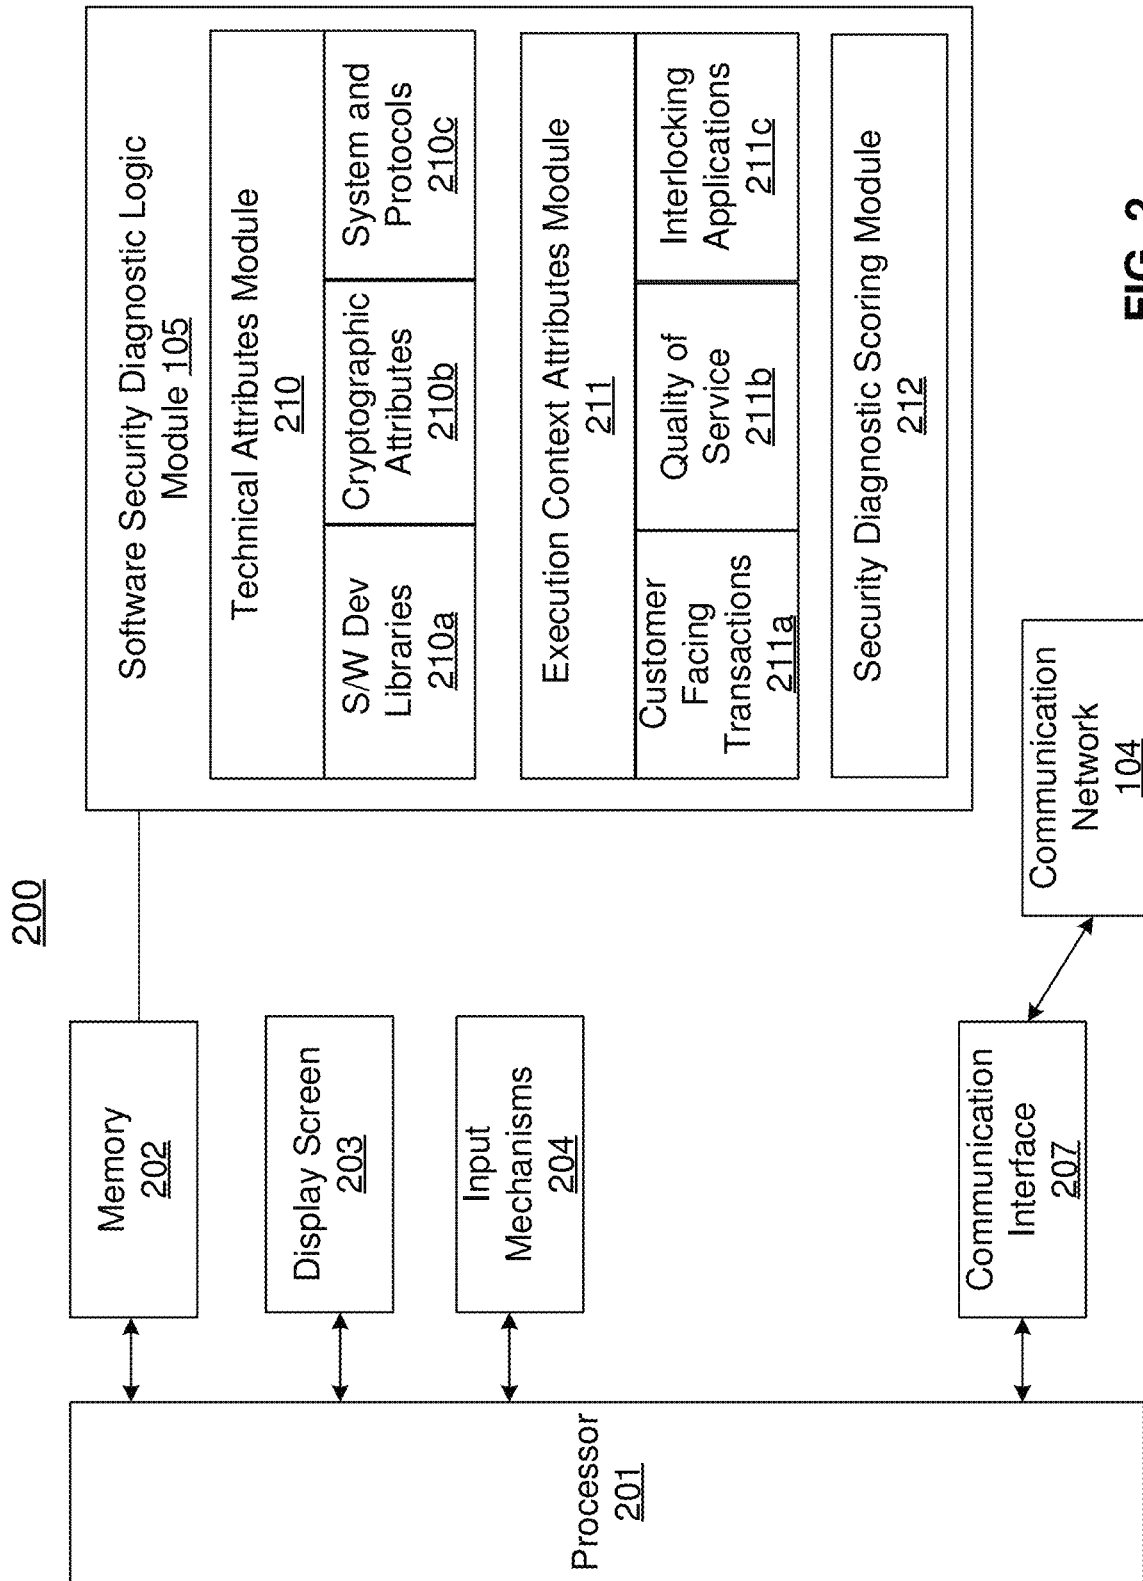 200
Processor
201
Memory
202
Display Screen
203
Input
Mechanisms
204
Communication
Interface
207
Communication
Network
104
Software Security Diagnostic Logic
Module 105
Technical Attributes Module
210
S/W Dev
Libraries
210a
Cryptographic
Attributes
210b
System and
Protocols
210c
Execution Context Attributes Module
211
Customer
Facing
Transactions
211a
Quality of
Service
211b
Interlocking
Applications
211c
Security Diagnostic Scoring Module
212
FIG. 2